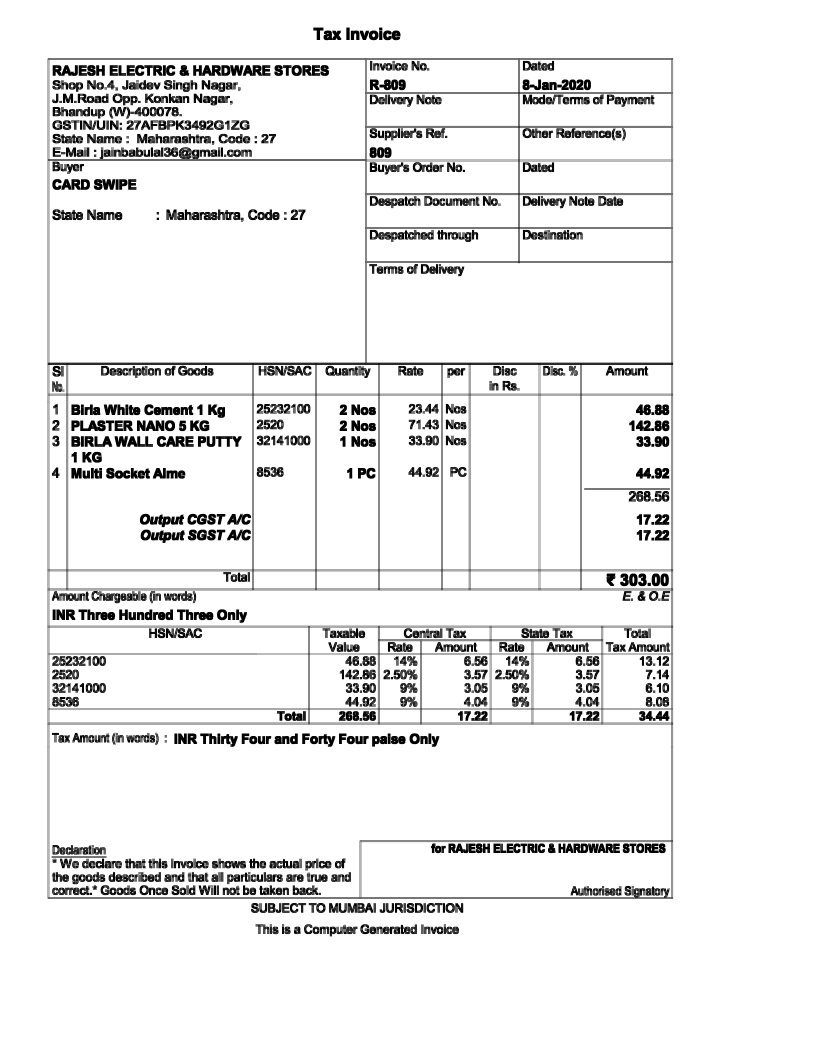 Tax Invoice
RAJESH ELECTRIC & HARDWARE STORES
Shop No.4, Jaidev Singh Nagar,
J.M.Road Opp. Konkan Nagar,
Bhandup (W)-400078.
GSTIN/UIN: 27AFBPK3492G1ZG
State Name : Maharashtra, Code : 27
E-Mail : jainbabulal36@gmail.com
Invoice No.
R-809
Dated
8-Jan-2020
Delivery Note
Mode/Terms of Payment
Supplier's Ref.
809
Other Reference(s)
Buyer
CARD SWIPE
State Name : Maharashtra, Code : 27
Buyer's Order No.
Dated
Despatch Document No.
Delivery Note Date
Despatched through
Destination
Terms of Delivery
Sl No. Description of Goods HSN/SAC Quantity Rate per Disc in Rs. Disc. % Amount
1 Birla White Cement 1 Kg 25232100 2 Nos 23.44 Nos 46.88
2 PLASTER NANO 5 KG 2520 2 Nos 71.43 Nos 142.86
3 BIRLA WALL CARE PUTTY 32141000 1 Nos 33.90 Nos 33.90
1 KG
4 Multi Socket Alme 8536 1 PC 44.92 PC 44.92
268.56
Output CGST A/C 17.22
Output SGST A/C 17.22
Total ₹ 303.00
Amount Chargeable (in words) E. & O.E
INR Three Hundred Three Only
HSN/SAC Taxable Value Central Tax Rate Amount State Tax Rate Amount Total Tax Amount
25232100 46.88 14% 6.56 14% 6.56 13.12
2520 142.86 2.50% 3.57 2.50% 3.57 7.14
32141000 33.90 9% 3.05 9% 3.05 6.10
8536 44.92 9% 4.04 9% 4.04 8.08
Total 268.56 17.22 17.22 34.44
Tax Amount (in words) : INR Thirty Four and Forty Four paise Only
Declaration
" We declare that this invoice shows the actual price of
the goods described and that all particulars are true and
correct." Goods Once Sold Will not be taken back.
for RAJESH ELECTRIC & HARDWARE STORES
Authorised Signatory
SUBJECT TO MUMBAI JURISDICTION
This is a Computer Generated Invoice